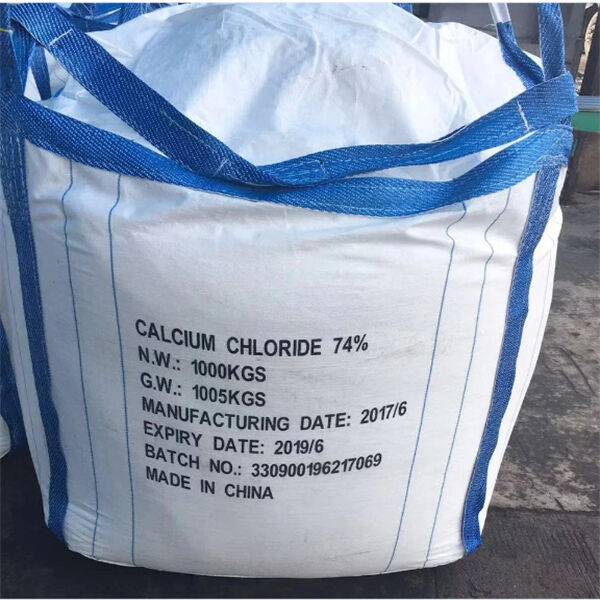 CALCIUM CHLORIDE 74%
N.W.: 1000KGS
G.W.: 1005KGS
MANUFACTURING DATE: 2017/6
EXPIRY DATE: 2019/6
BATCH NO.: 330900196217069
MADE IN CHINA